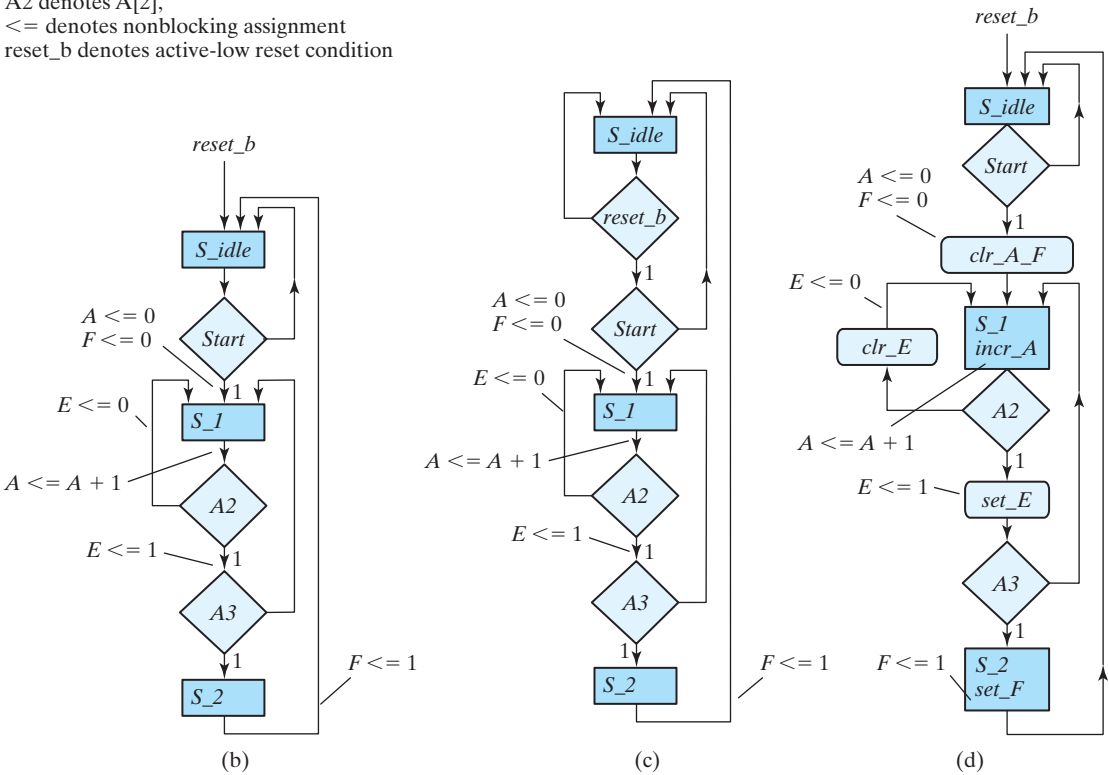 A2 denotes A[2],
<= denotes nonblocking assignment
reset_b denotes active-low reset condition
reset_b
S_idle
Start
A <= 0
F <= 0
1
E <= 0
S_1
A <= A + 1
A2
E <= 1
1
A3
1
F <= 1
S_2
(b)
S_idle
reset_b
1
A <= 0
F <= 0
Start
1
E <= 0
S_1
A <= A + 1
A2
E <= 1
1
A3
1
F <= 1
S_2
(c)
reset_b
S_idle
Start
A <= 0
F <= 0
1
clr_A_F
E <= 0
S_1
incr_A
clr_E
A2
A <= A + 1
1
E <= 1
set_E
A3
1
F <= 1
S_2
set_F
(d)